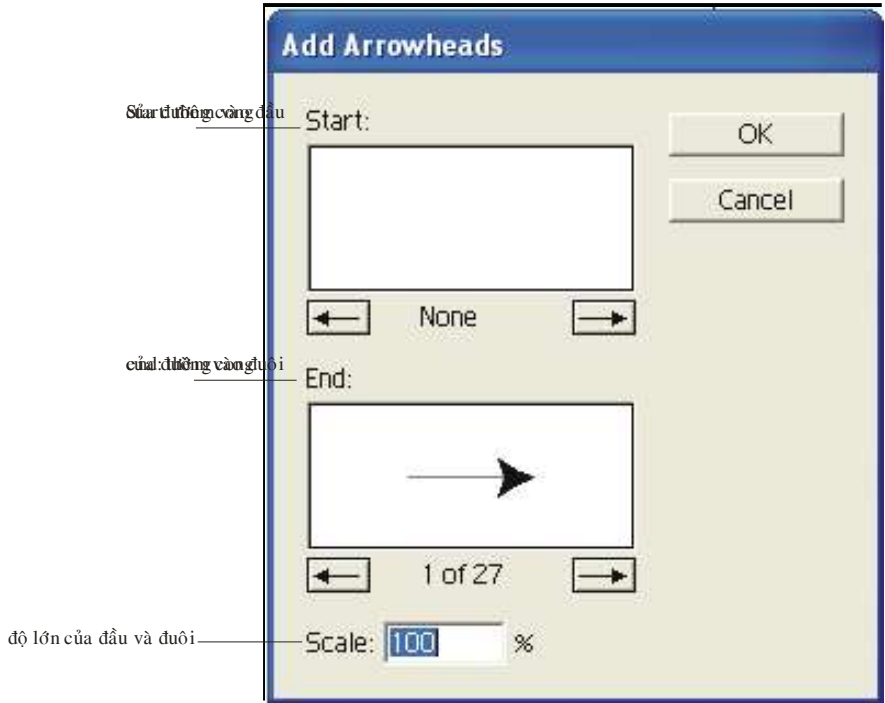 Add Arrowheads
Start:
OK
Cancel
None
End:
1 of 27
độ lớn của đầu và đuôi
Scale: 100 %